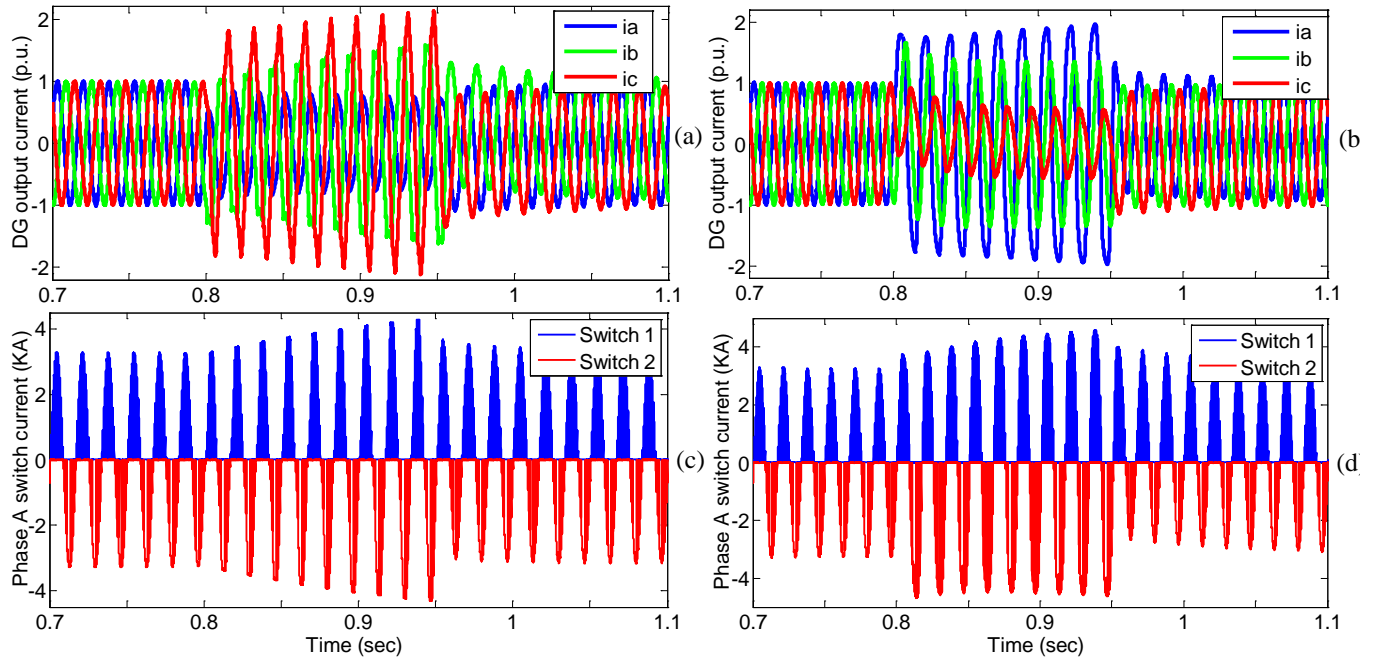 DG output current (p.u.)
2
1
0
-1
-2
ia
ib
ic
0.7
0.8
0.9
1
1.1
(a)
DG output current (p.u.)
2
1
0
-1
-2
ia
ib
ic
0.7
0.8
0.9
1
1.1
(b
Phase A switch current (KA)
4
2
0
-2
-4
Switch 1
Switch 2
0.7
0.8
0.9
1
1.1
Time (sec)
(c)
Phase A switch current (KA)
4
2
0
-2
-4
Switch 1
Switch 2
0.7
0.8
0.9
1
1.1
Time (sec)
(d)